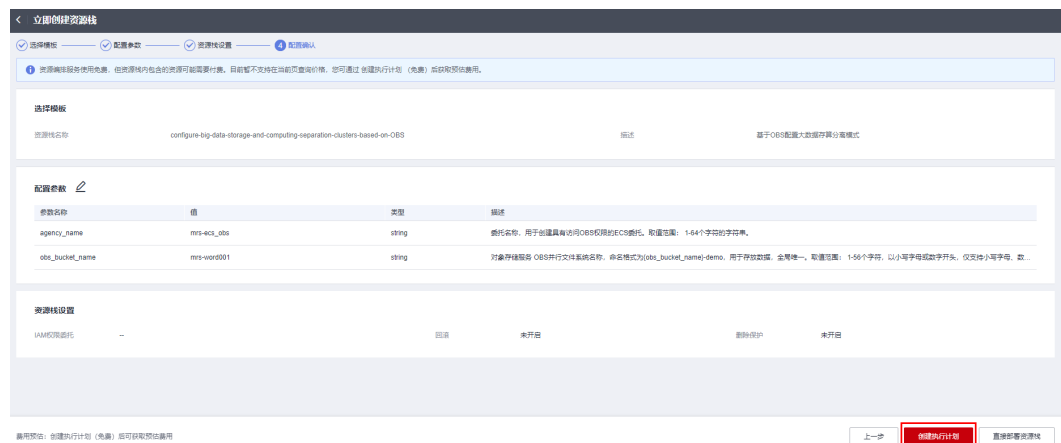 立即创建资源栈
选择模板 配置参数 资源栈设置 4 配置确认
资源编排服务使用免费，但资源栈内包含的资源可能需要付费。目前暂不支持在当前页查询价格，您可通过 创建执行计划 （免费）后获取预估费用。
选择模板
资源栈名称 configure-big-data-storage-and-computing-separation-clusters-based-on-OBS 描述 基于OBS配置大数据存算分离模式
配置参数
参数名称 值 类型 描述
agency_name mrs-ecs_obs string 委托名称，用于创建具有访问OBS权限的ECS委托。取值范围： 1-64个字符的字符串。
obs_bucket_name mrs-word001 string 对象存储服务 OBS并行文件系统名称，命名格式为{obs_bucket_name}-demo，用于存放数据，全局唯一。取值范围： 1-56个字符，以小写字母或数字开头，仅支持小写字母、数...
资源栈设置
IAM权限委托 -- 回滚 未开启 删除保护 未开启
费用预估：创建执行计划（免费）后可获取预估费用 上一步 创建执行计划 直接部署资源栈